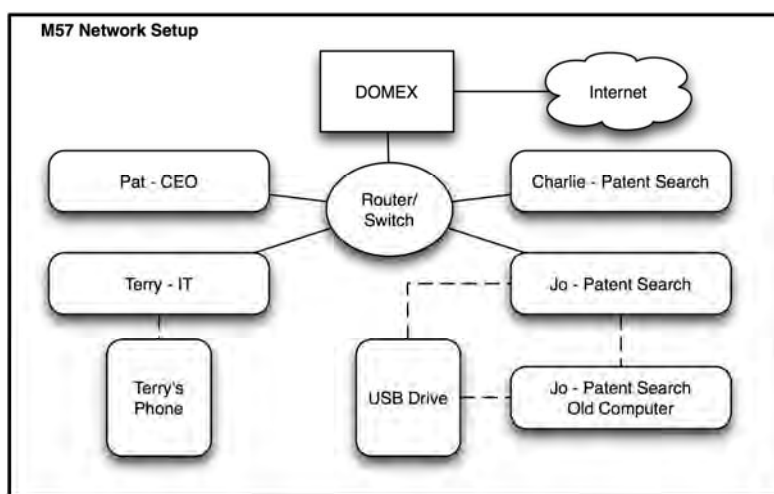 M57 Network Setup
DOMEX
Internet
Pat - CEO
Router/
Switch
Charlie - Patent Search
Terry - IT
Jo - Patent Search
Terry's
Phone
USB Drive
Jo - Patent Search
Old Computer